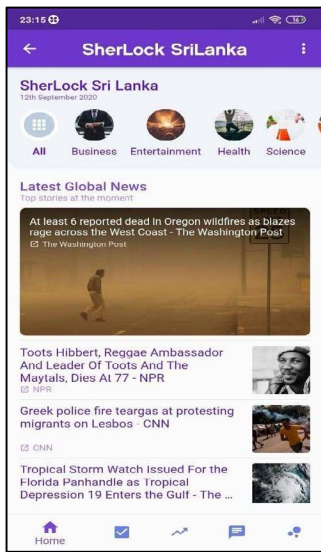 23:15
16
SherLock SriLanka
SherLock Sri Lanka
12th September 2020
All
Business
Entertainment
Health
Science
Latest Global News
Top stories at the moment
At least 6 reported dead in Oregon wildfires as blazes
rage across the West Coast - The Washington Post
The Washington Post
SPEED
Toots Hibbert, Reggae Ambassador
And Leader Of Toots And The
Maytals, Dies At 77 - NPR
NPR
Greek police fire teargas at protesting
migrants on Lesbos - CNN
CNN
Tropical Storm Watch Issued For the
Florida Panhandle as Tropical
Depression 19 Enters the Gulf - The ...
Home